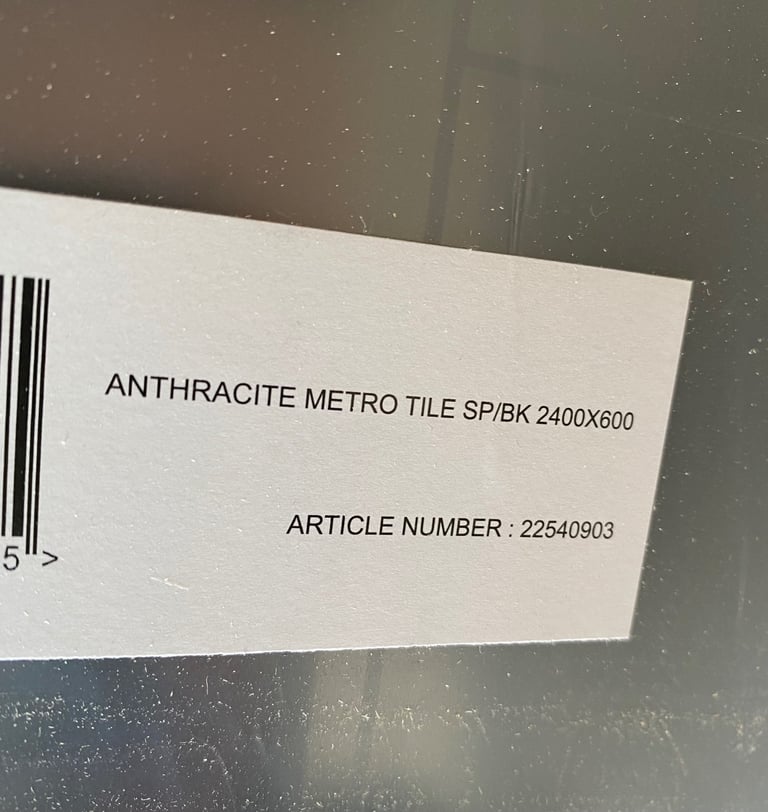 ANTHRACITE METRO TILE SP/BK 2400X600
ARTICLE NUMBER : 22540903
5 >